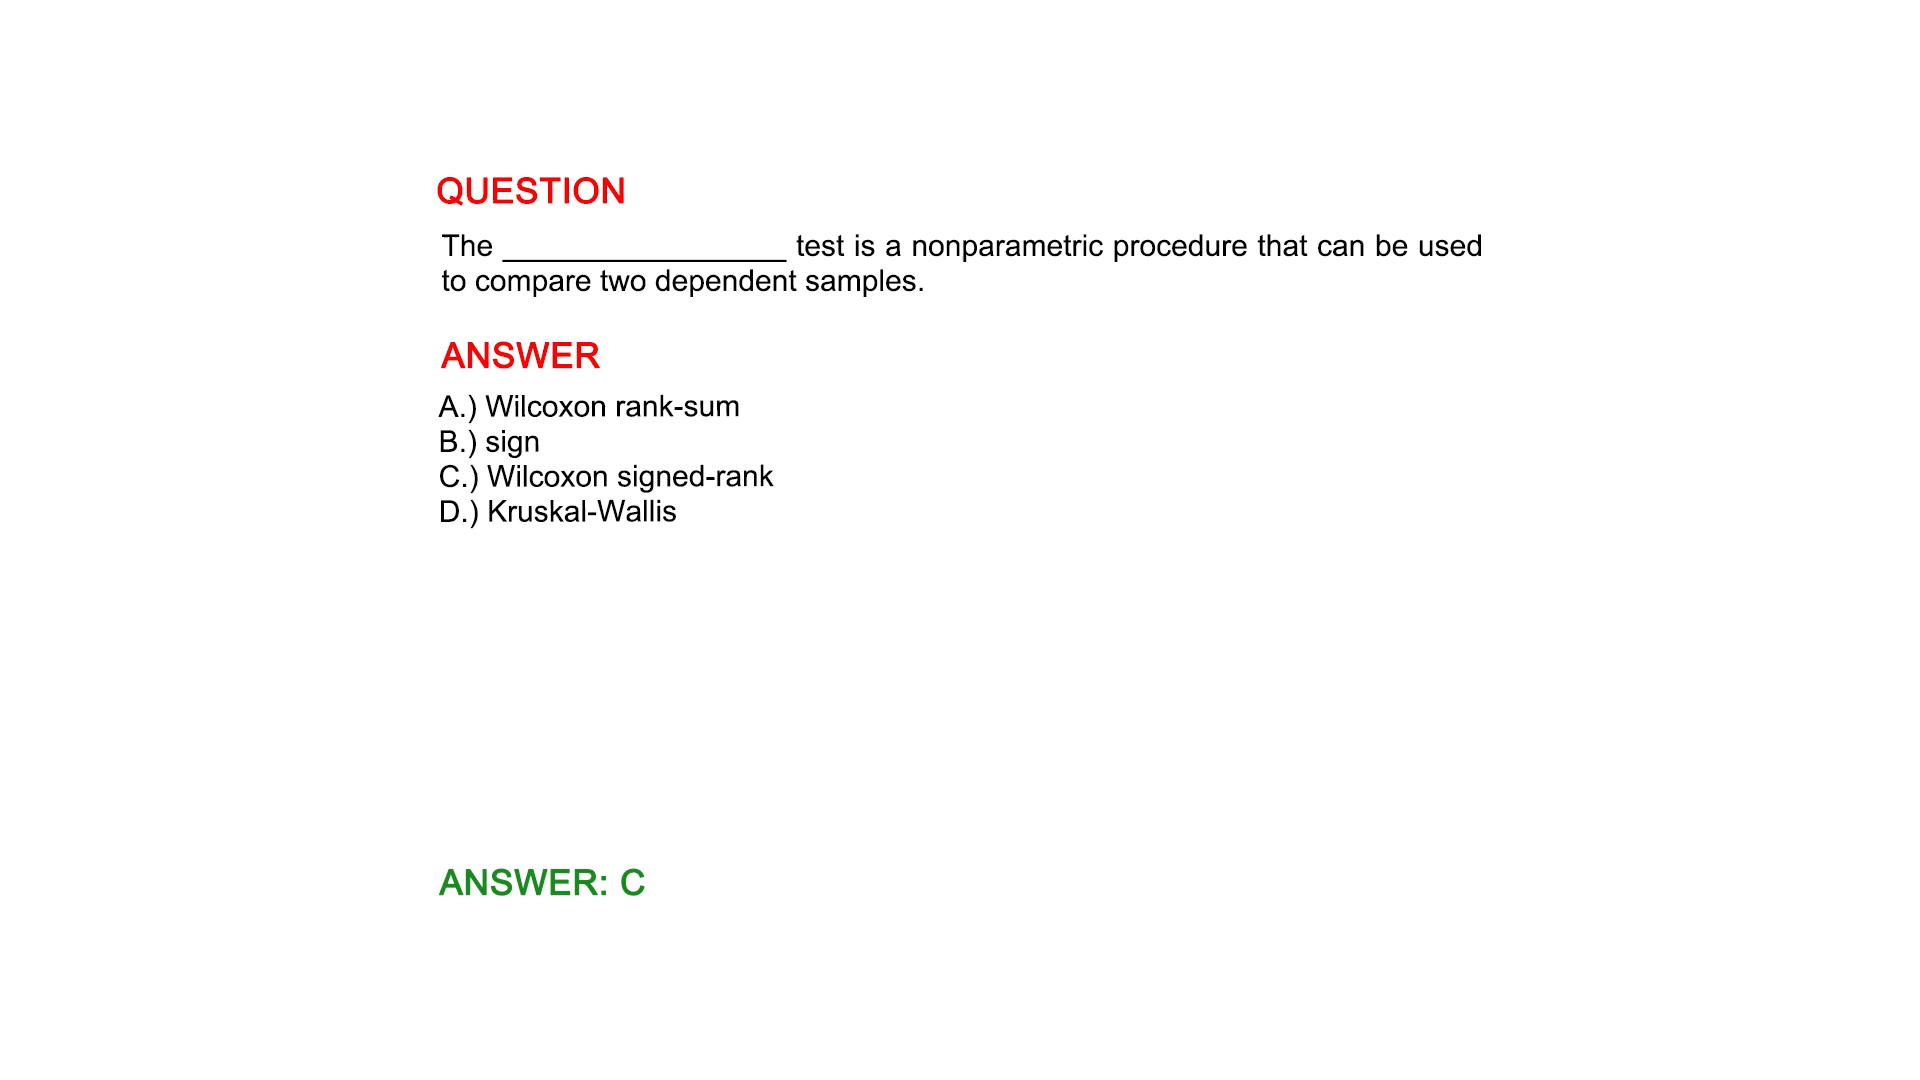 QUESTION
The _________________ test is a nonparametric procedure that can be used
to compare two dependent samples.
ANSWER
A.) Wilcoxon rank-sum
B.) sign
C.) Wilcoxon signed-rank
D.) Kruskal-Wallis
ANSWER: C